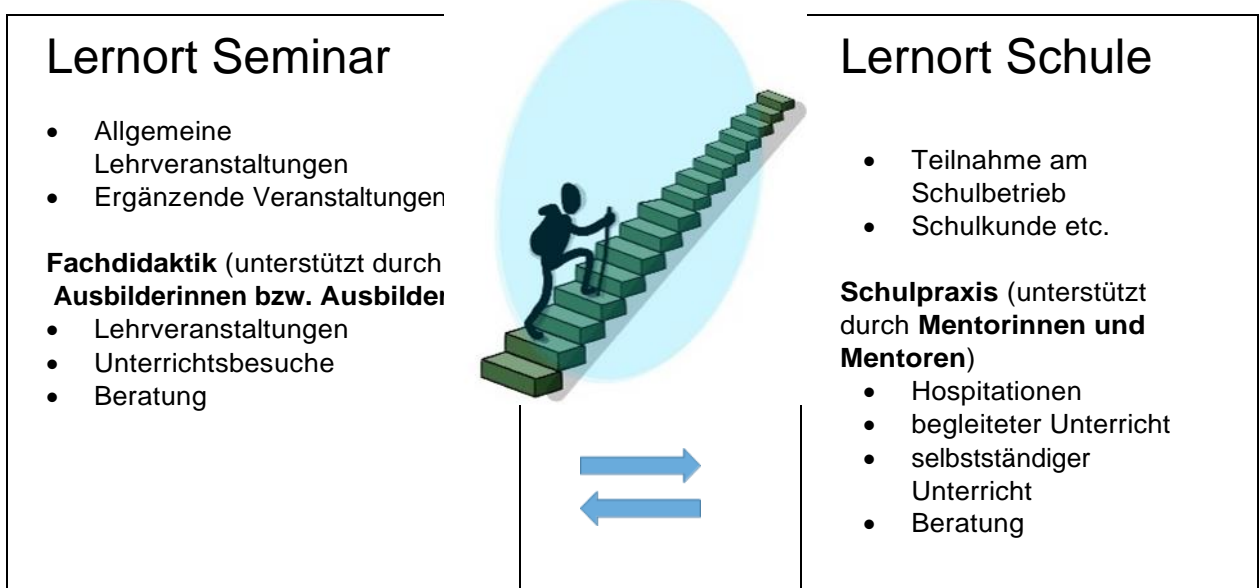 Lernort Seminar
• Allgemeine
Lehrveranstaltungen
• Ergänzende Veranstaltungen
Fachdidaktik (unterstützt durch
Ausbilderinnen bzw. Ausbilder
• Lehrveranstaltungen
• Unterrichtsbesuche
• Beratung
Lernort Schule
• Teilnahme am
Schulbetrieb
• Schulkunde etc.
Schulpraxis (unterstützt
durch Mentorinnen und
Mentoren)
• Hospitationen
• begleiteter Unterricht
• selbstständiger
Unterricht
• Beratung